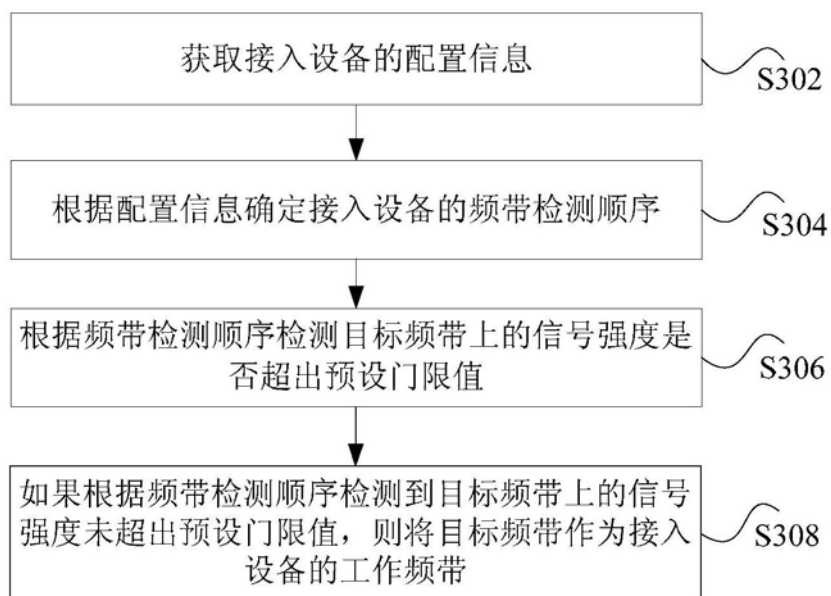 获取接入设备的配置信息
S302
根据配置信息确定接入设备的频带检测顺序
S304
根据频带检测顺序检测目标频带上的信号强度是
否超出预设门限值
S306
如果根据频带检测顺序检测到目标频带上的信号
强度未超出预设门限值，则将目标频带作为接入
设备的工作频带
S308